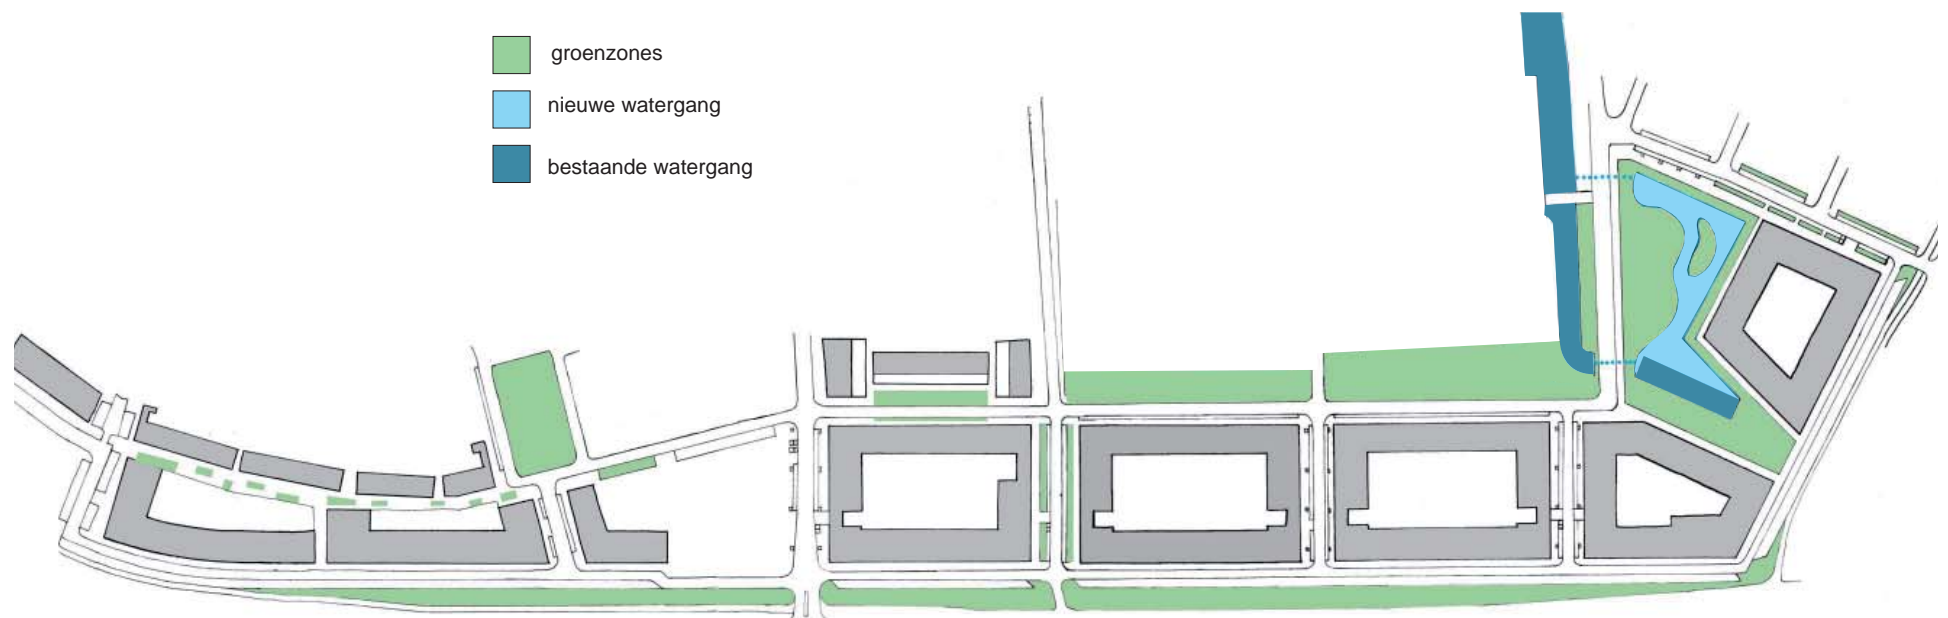 groenzones
nieuwe watergang
bestaande watergang